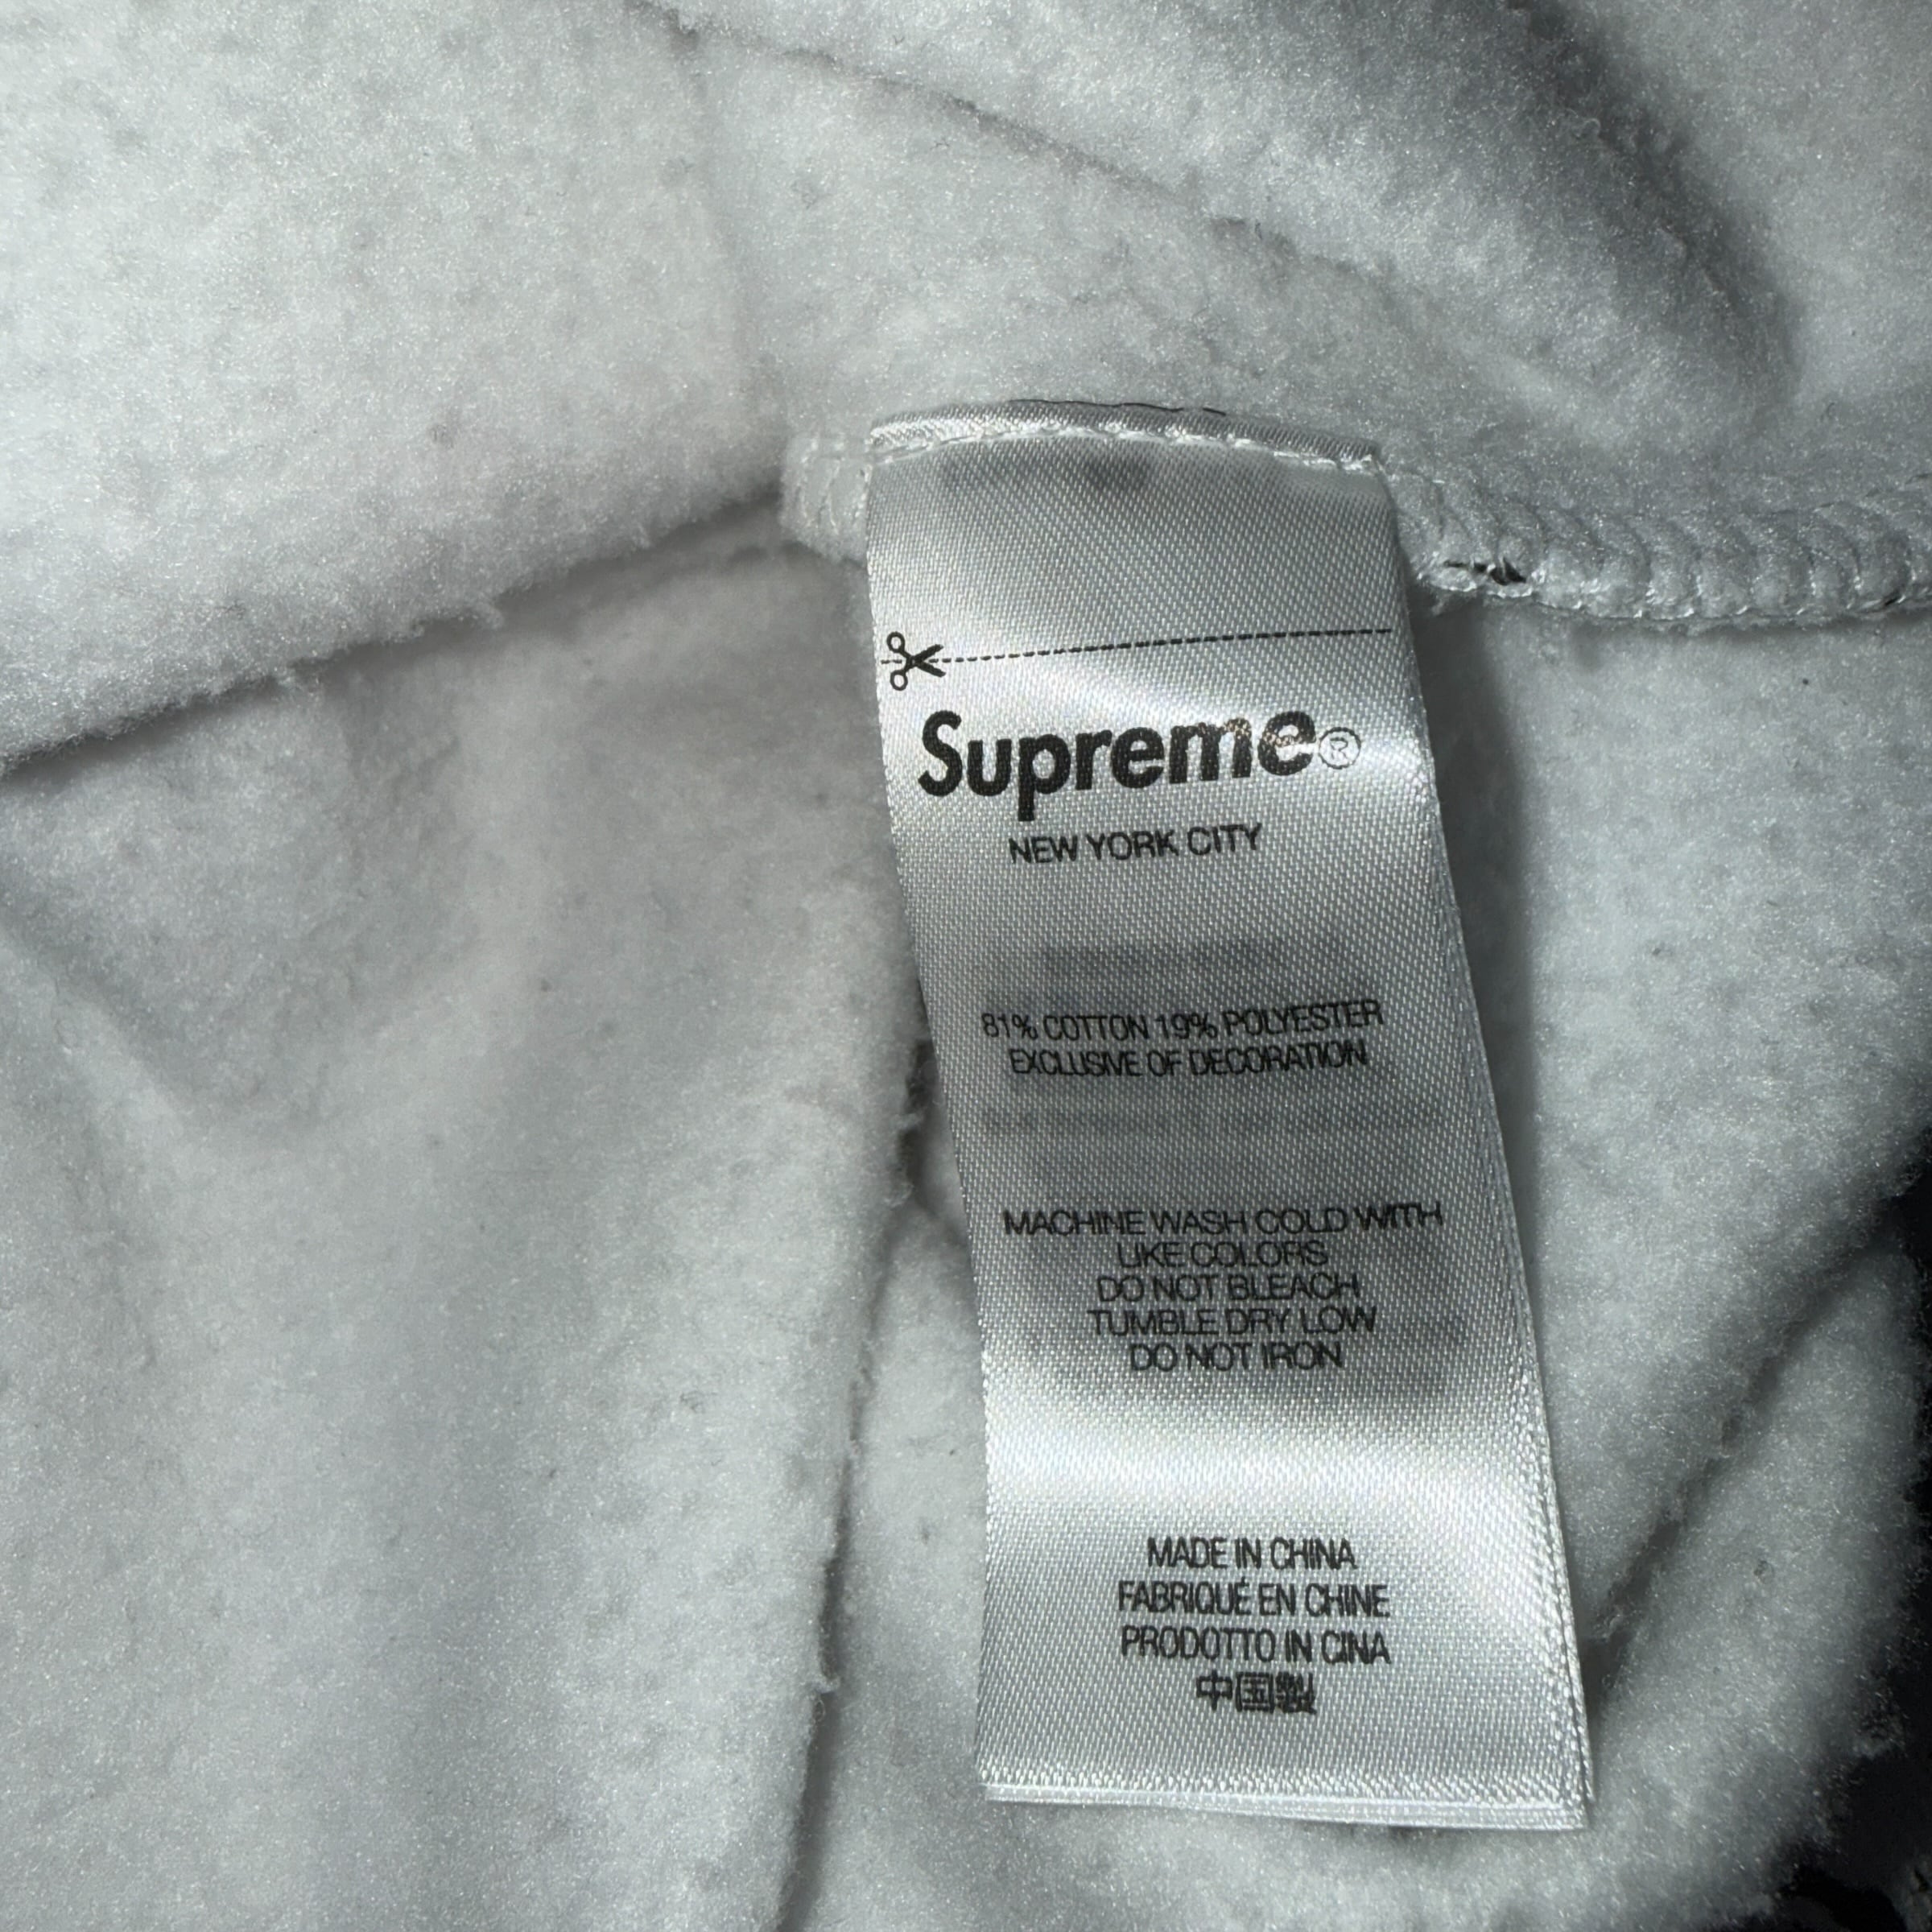 Supreme®
NEW YORK CITY
81% COTTON 19% POLYESTER
EXCLUSIVE OF DECORATION
MACHINE WASH COLD WITH
LIKE COLORS
DO NOT BLEACH
TUMBLE DRY LOW
DO NOT IRON
MADE IN CHINA
FABRIQUÉ EN CHINE
PRODOTTO IN CINA
中国製